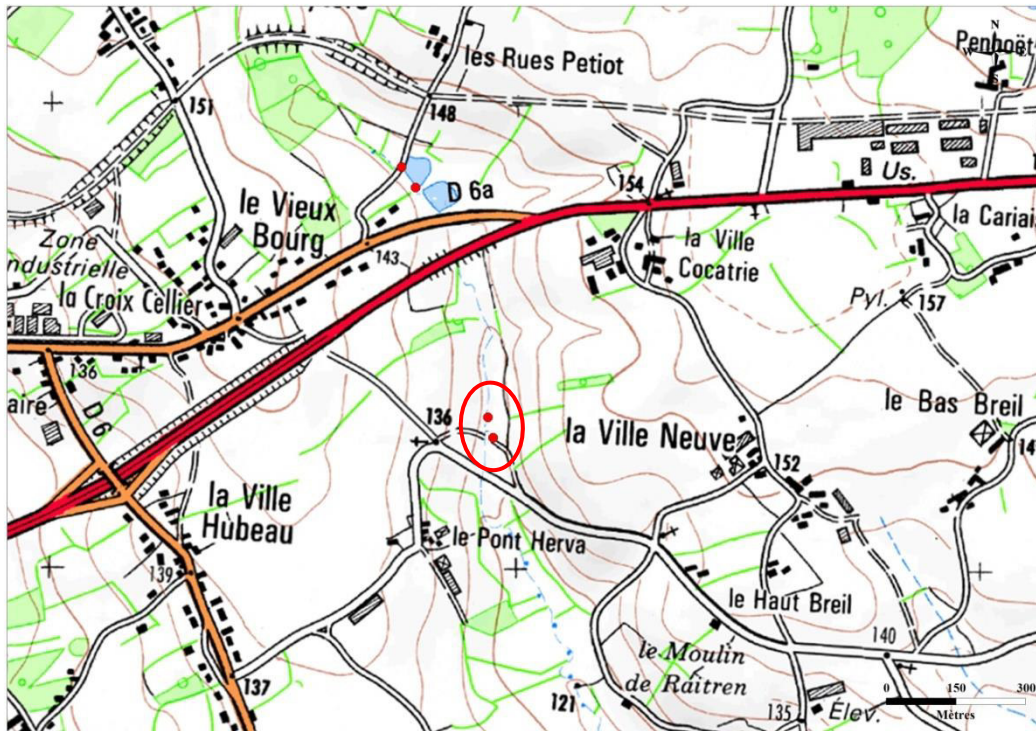 N
Penhoët
les Rues Petiot
151
148
154
Us.
D 6a
le Vieux
Bourg
143
la Ville
Cocatrie
la Cariai
Zone
ndustrielle
la Croix Cellier
Pyl.
157
136
aire
D 6
136
le Bas Breil
la Ville Neuve
152
14
la Ville
Hùbeau
le Pont Herva
139
le Haut Breil
le Moulin
de Raitren
140
137
121
135
Élev.
0 150 300
Mètres